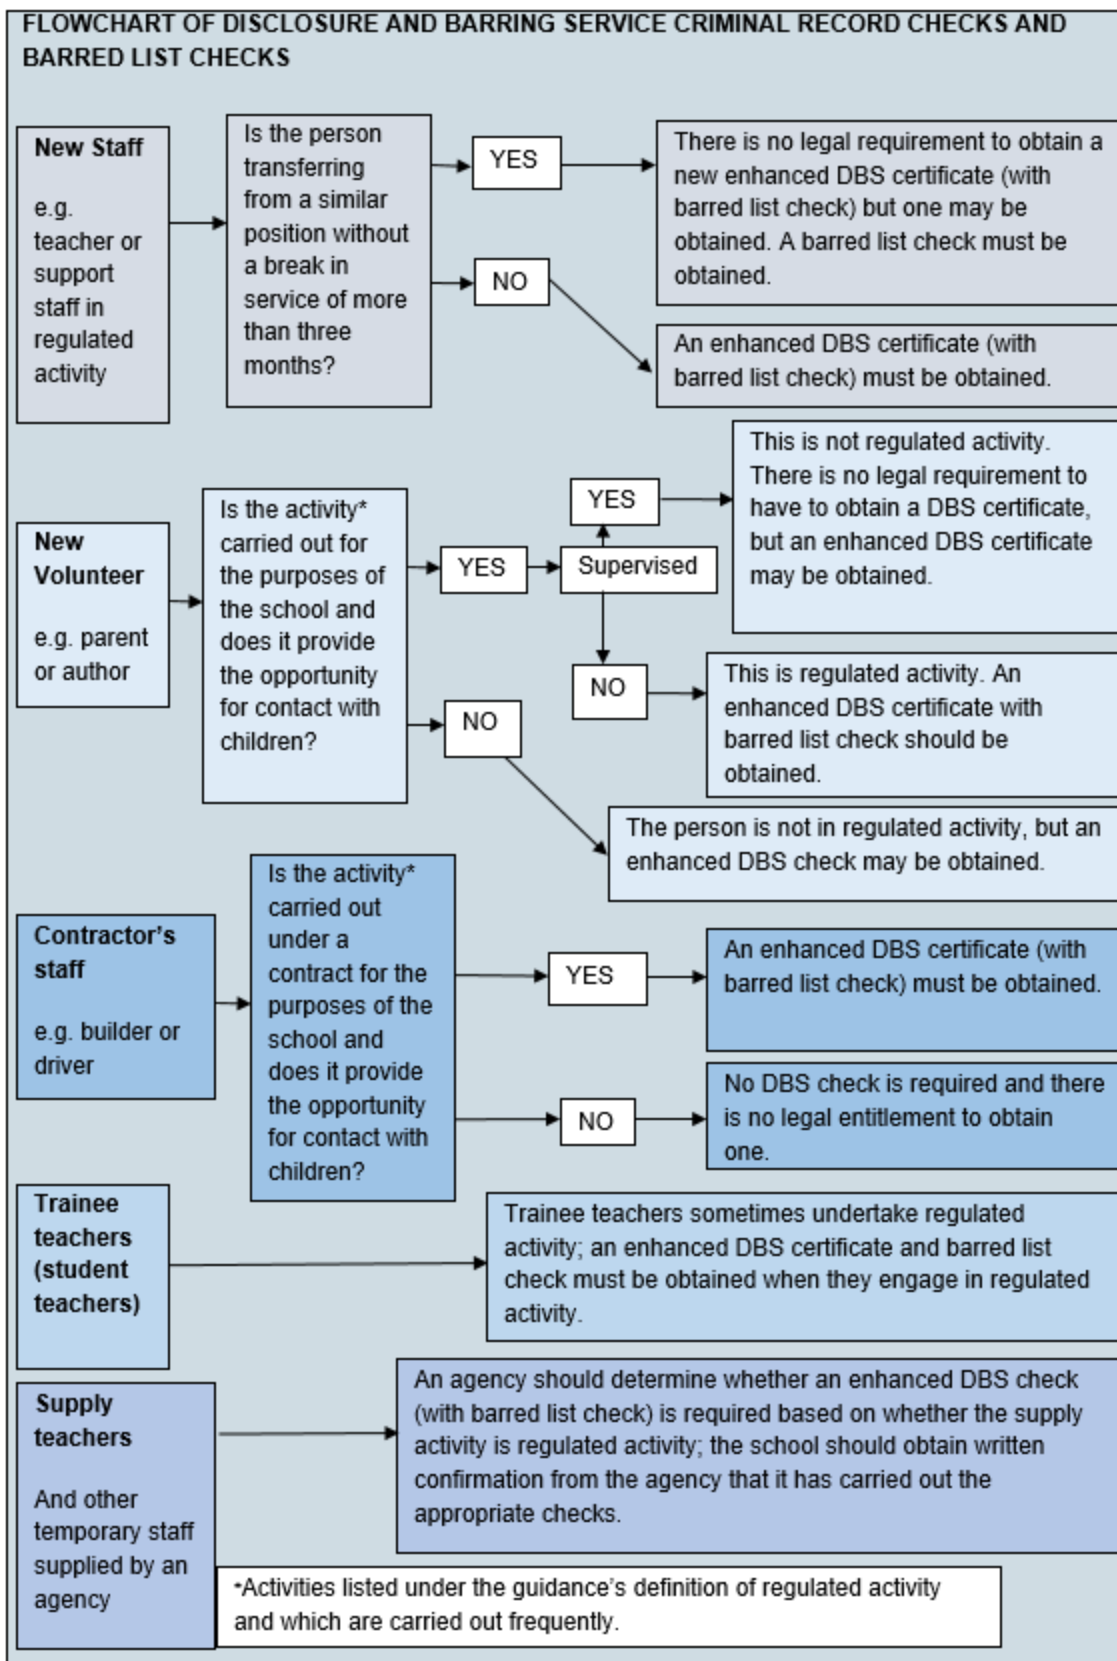 FLOWCHART OF DISCLOSURE AND BARRING SERVICE CRIMINAL RECORD CHECKS AND
BARRED LIST CHECKS
New Staff
e.g.
teacher or
support
staff in
regulated
activity
Is the person
transferring
from a similar
position without
a break in
service of more
than three
months?
YES
There is no legal requirement to obtain a
new enhanced DBS certificate (with
barred list check) but one may be
obtained. A barred list check must be
obtained.
NO
An enhanced DBS certificate (with
barred list check) must be obtained.
New
Volunteer
e.g. parent
or author
Is the activity*
carried out for
the purposes of
the school and
does it provide
the opportunity
for contact with
children?
YES
Supervised
YES
This is not regulated activity.
There is no legal requirement to
have to obtain a DBS certificate,
but an enhanced DBS certificate
may be obtained.
NO
This is regulated activity. An
enhanced DBS certificate with
barred list check should be
obtained.
NO
The person is not in regulated activity, but an
enhanced DBS check may be obtained.
Contractor's
staff
e.g. builder or
driver
Is the activity*
carried out
under a
contract for the
purposes of the
school and
does it provide
the opportunity
for contact with
children?
YES
An enhanced DBS certificate (with
barred list check) must be obtained.
NO
No DBS check is required and there
is no legal entitlement to obtain
one.
Trainee
teachers
(student
teachers)
Trainee teachers sometimes undertake regulated
activity; an enhanced DBS certificate and barred list
check must be obtained when they engage in regulated
activity.
Supply
teachers
And other
temporary staff
supplied by an
agency
An agency should determine whether an enhanced DBS check
(with barred list check) is required based on whether the supply
activity is regulated activity; the school should obtain written
confirmation from the agency that it has carried out the
appropriate checks.
*Activities listed under the guidance's definition of regulated activity
and which are carried out frequently.